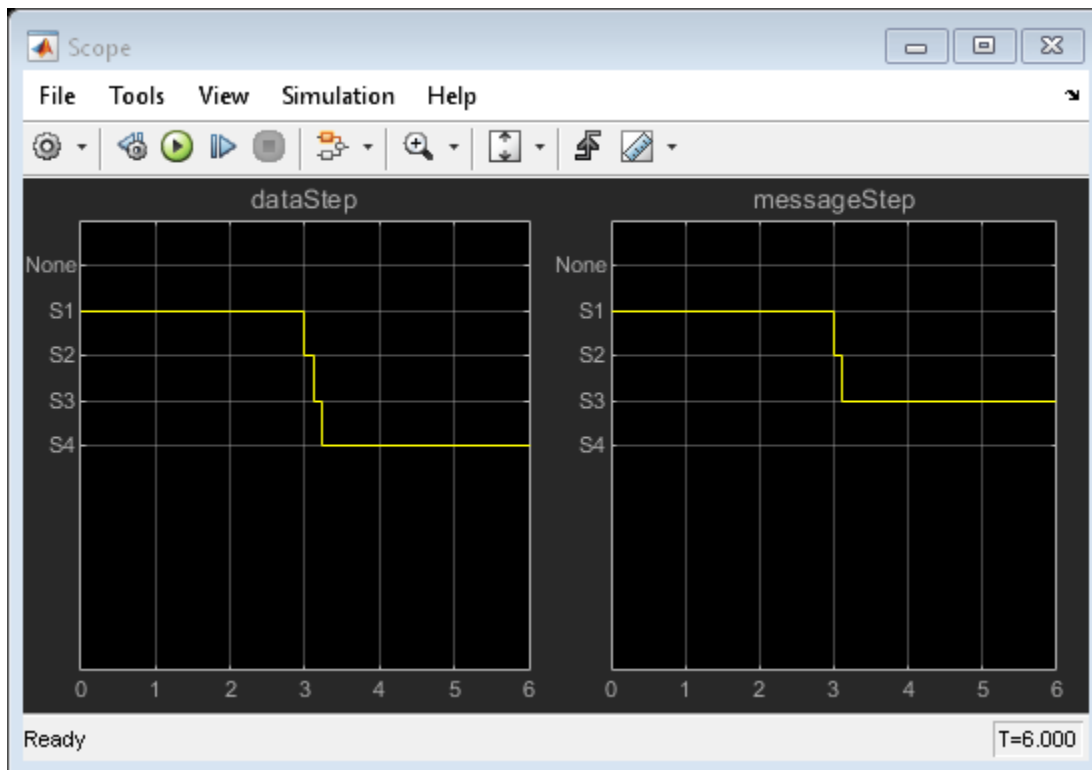 Scope
File Tools View Simulation Help
dataStep
None
S1
S2
S3
S4
0 1 2 3 4 5 6
messageStep
None
S1
S2
S3
S4
0 1 2 3 4 5 6
Ready T=6.000